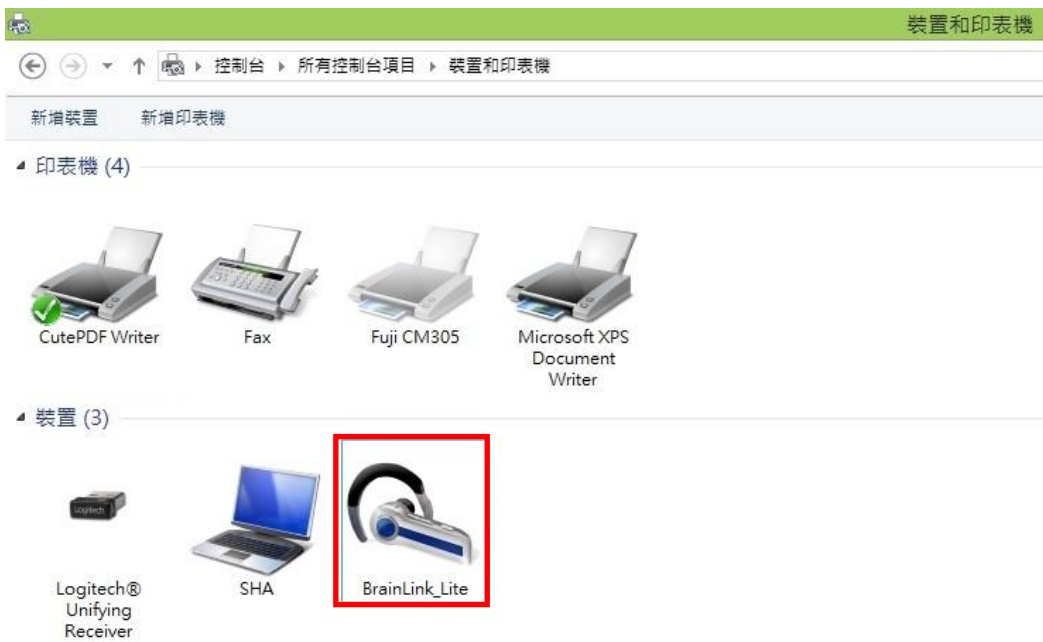 裝置和印表機
控制台 ▸ 所有控制台項目 ▸ 裝置和印表機
新增裝置 新增印表機
印表機 (4)
CutePDF Writer
Fax
Fuji CM305
Microsoft XPS
Document
Writer
裝置 (3)
Logitech
Logitech®
Unifying
Receiver
SHA
BrainLink_Lite